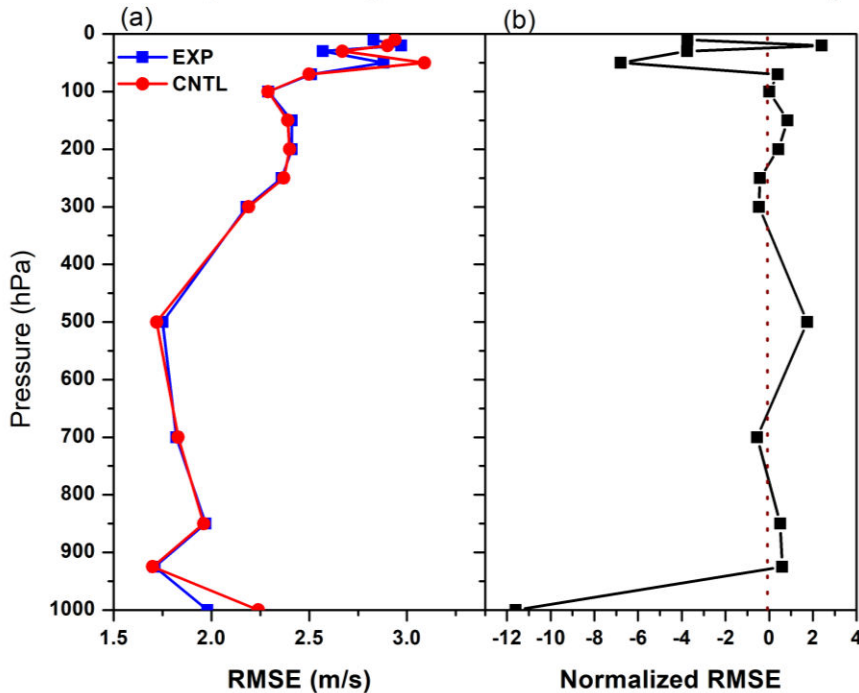 (a)
(b)
EXP
CNTL
0
100
200
300
400
500
600
700
800
900
1000
Pressure (hPa)
1.5 2.0 2.5 3.0
-12 -10 -8 -6 -4 -2 0 2 4
RMSE (m/s)
Normalized RMSE